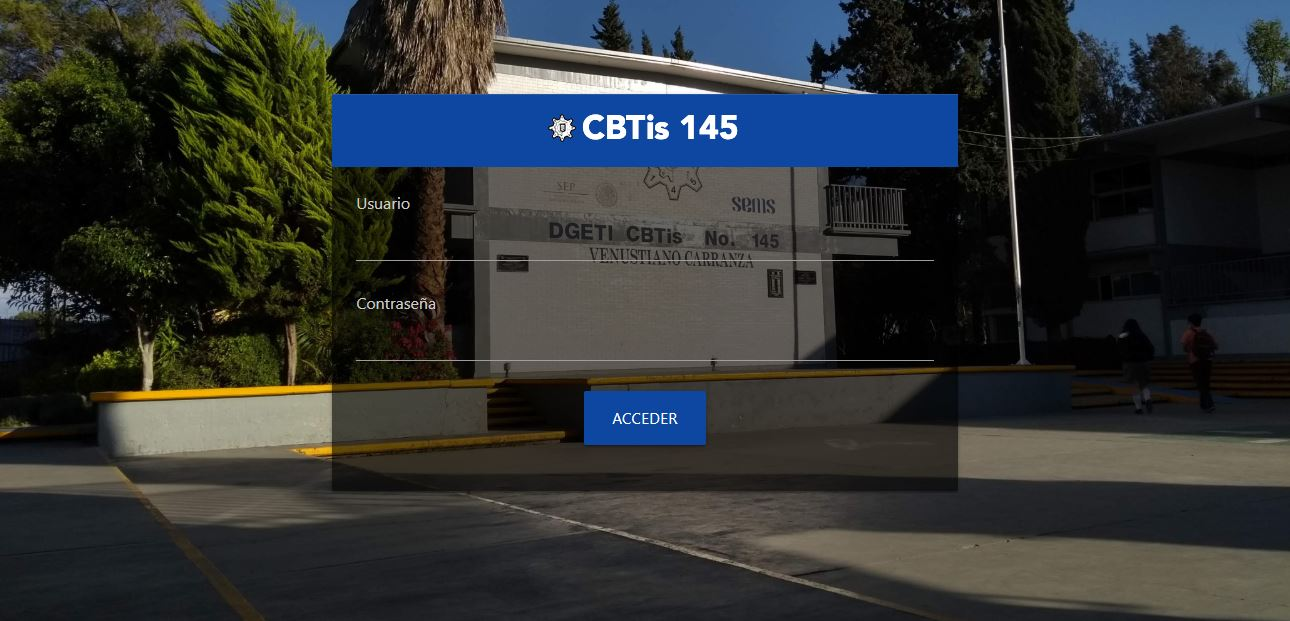 CBTis 145
SEP
sems
Usuario
DGETI CBTis No. 145
VENUSTIANO CARRANZA
Contraseña
ACCEDER